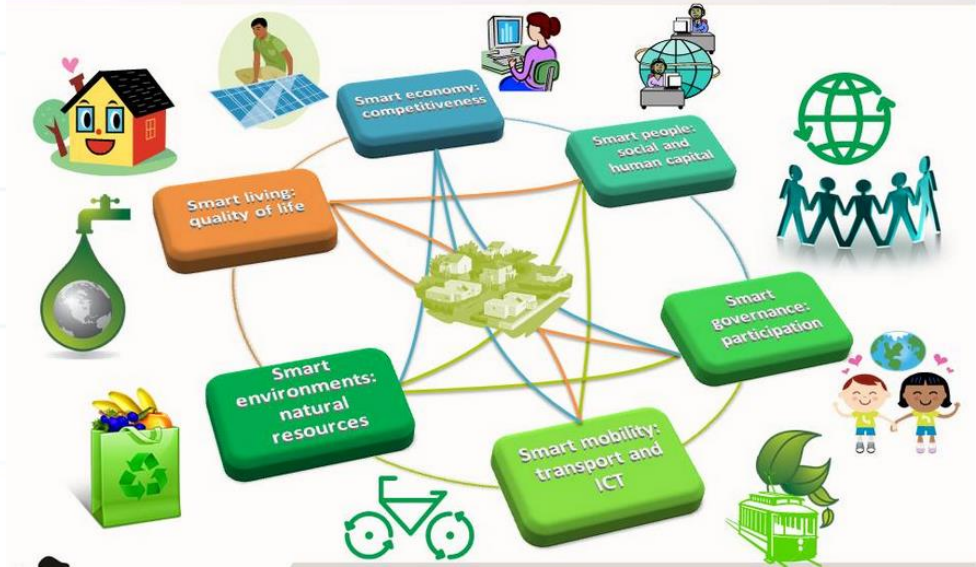 Smart economy:
competitiveness
Smart people:
social and
human capital
Smart living:
quality of life
Smart
governance:
participation
Smart
environments:
natural
resources
Smart mobility:
transport and
ICT